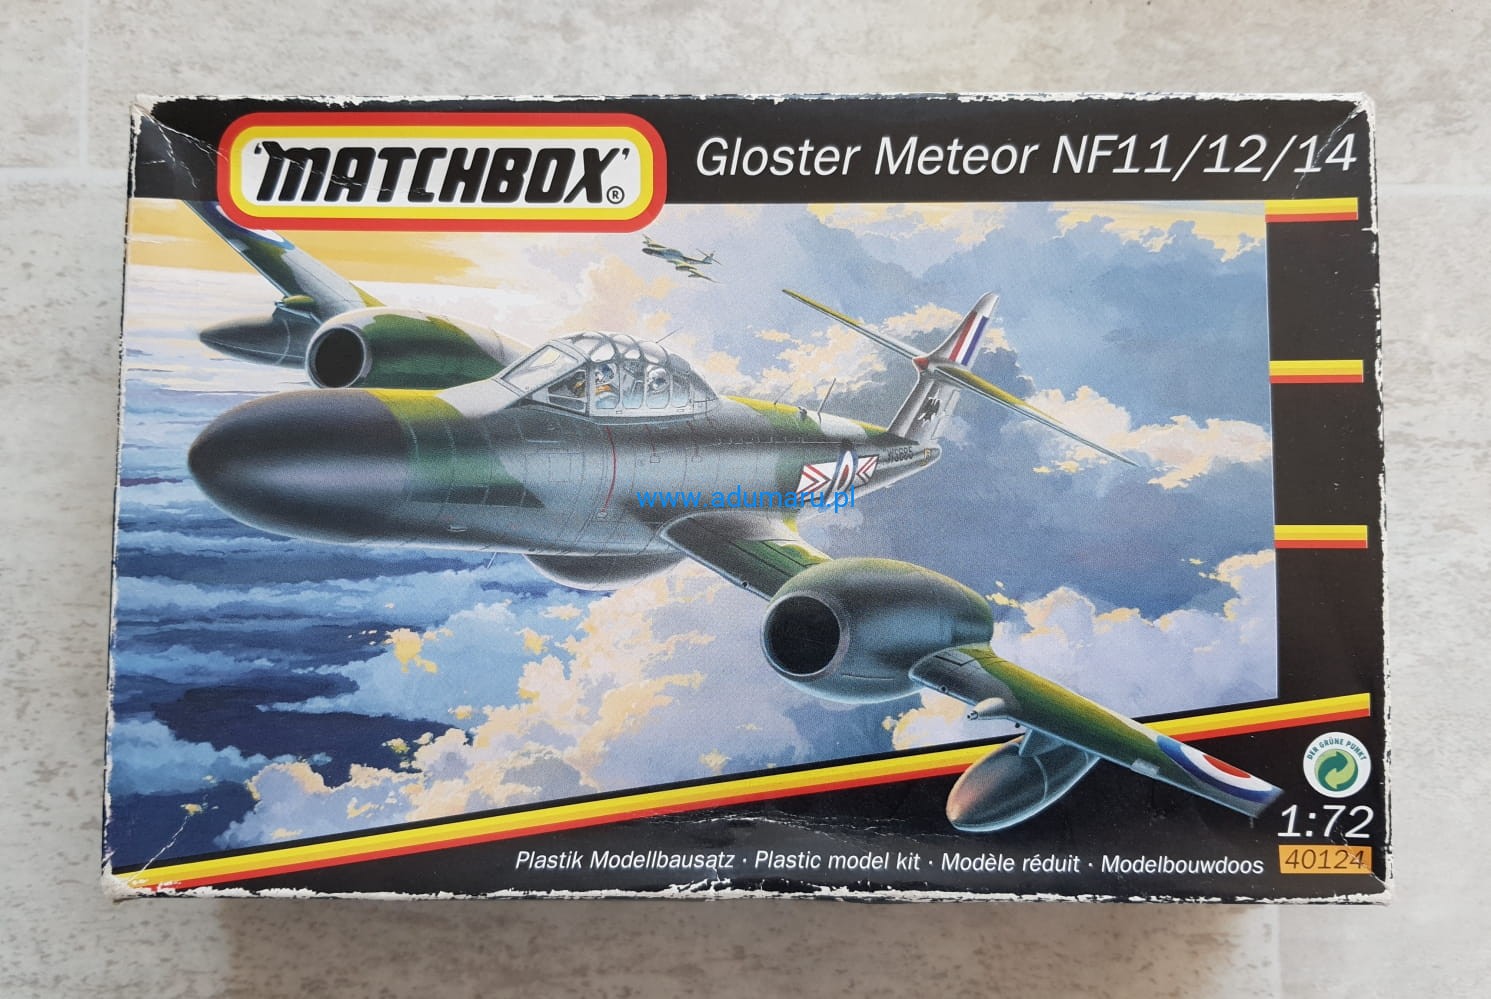 'MATCHBOX'®
Gloster Meteor NF11/12/14
www.adumaru.pl
DER GRÜNE PUNKT
1:72
Plastik Modellbausatz · Plastic model kit · Modèle réduit · Modelbouwdoos
40124